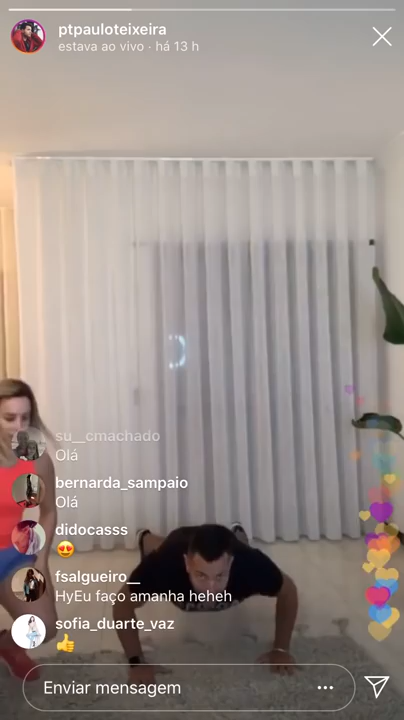 ptpauloteixeira
estava ao vivo · há 13 h
su__cmachado
Olá
bernarda_sampaio
Olá
didocasss
😍
fsalgueiro__
HyEu faço amanha heheh
sofia_duarte_vaz
👍
Enviar mensagem